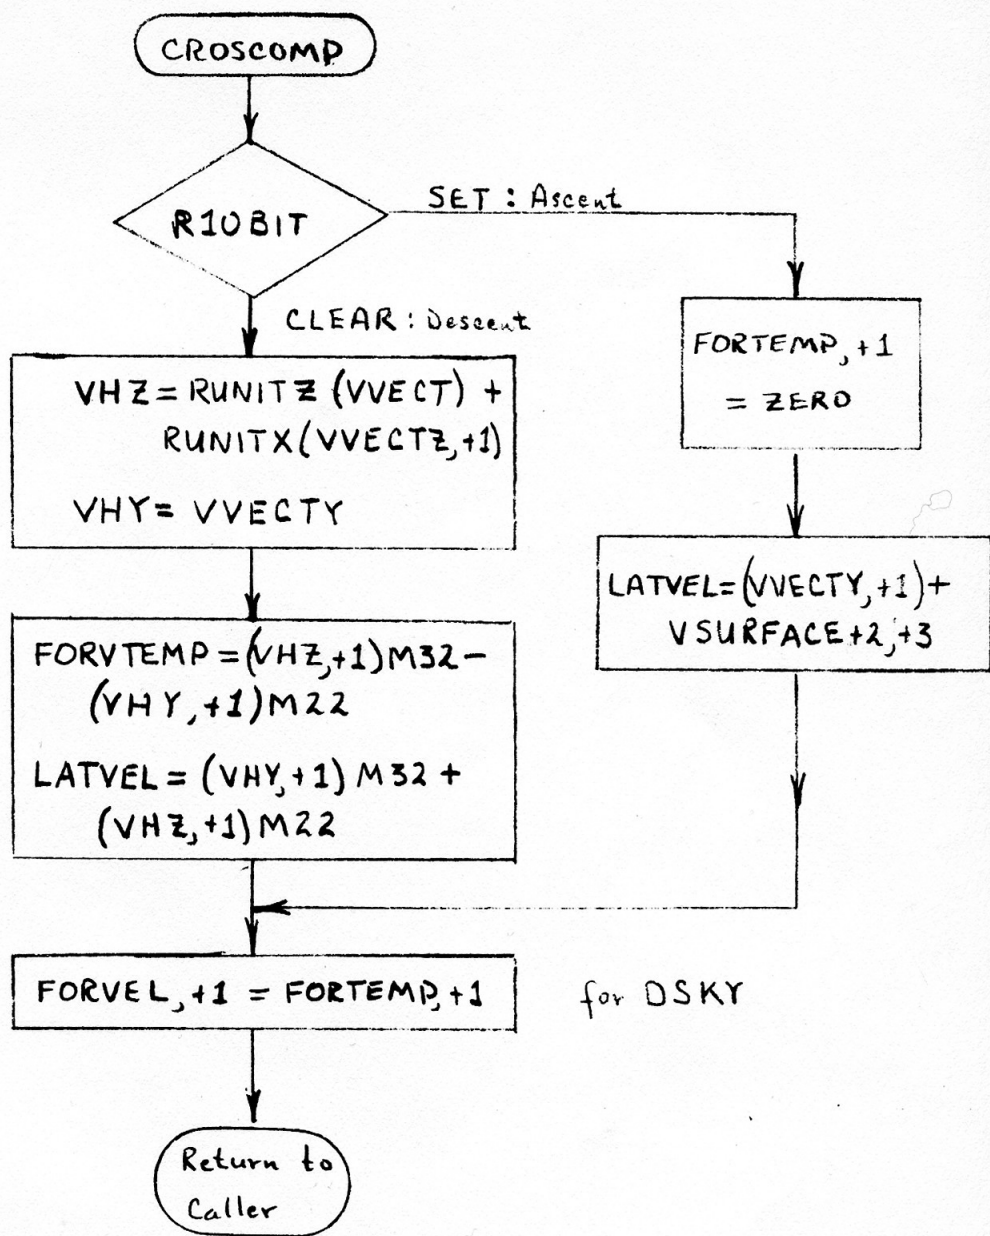 CROSCOMP
R10BIT
SET : Ascent
CLEAR : Descent
VHZ = RUNITZ (VVECT) +
RUNITX(VVECTZ,+1)
VHY = VVECTY
FORTEMP,+1
= ZERO
LATVEL=(VVECTY,+1)+
VSURFACE+2,+3
FORVTEMP=(VHZ,+1)M32-
(VHY,+1)M22
LATVEL = (VHY,+1) M32 +
(VHZ,+1)M22
FORVEL,+1 = FORTEMP,+1
for DSKY
Return to
Caller